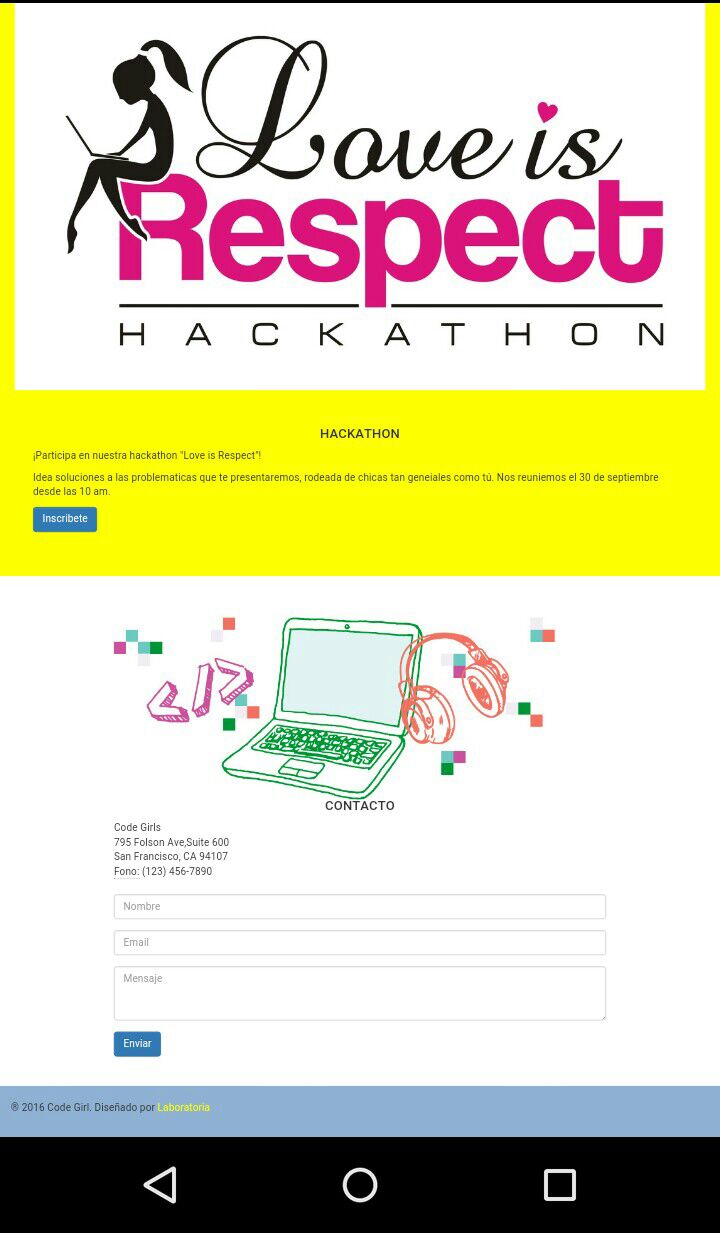 Love is
Respect
HACKATHON
HACKATHON
¡Participa en nuestra hackathon "Love is Respect"!
Idea soluciones a las problematicas que te presentaremos, rodeada de chicas tan geneiales como tú. Nos reuniemos el 30 de septiembre
desde las 10 am.
Inscribete
</>
CONTACTO
Code Girls
795 Folson Ave,Suite 600
San Francisco, CA 94107
Fono: (123) 456-7890
Nombre
Email
Mensaje
Enviar
® 2016 Code Girl. Diseñado por Laboratoria